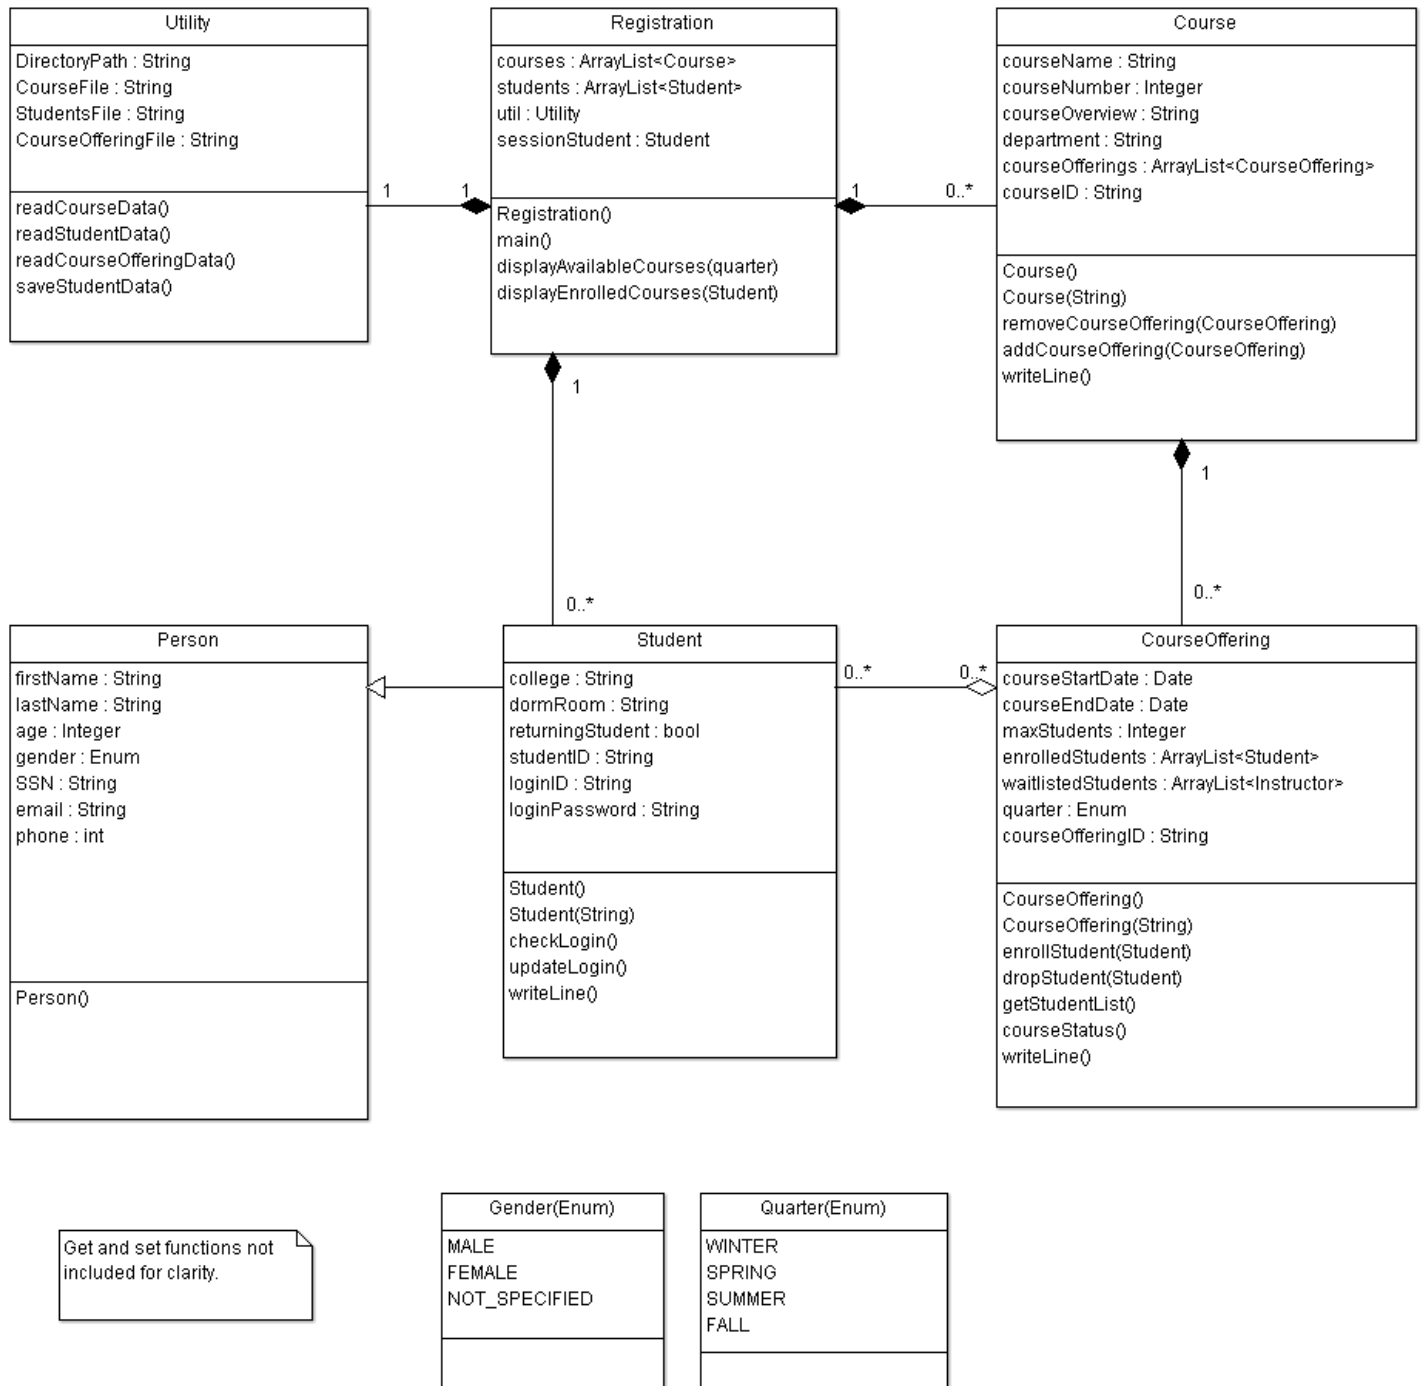 Utility
DirectoryPath : String
CourseFile : String
StudentsFile : String
CourseOfferingFile : String
readCourseData()
readStudentData()
readCourseOfferingData()
saveStudentData()
1
1
Registration
courses : ArrayList<Course>
students : ArrayList<Student>
util : Utility
sessionStudent : Student
Registration()
main()
displayAvailableCourses(quarter)
displayEnrolledCourses(Student)
1
0..*
Course
courseName : String
courseNumber : Integer
courseOverview : String
department : String
courseOfferings : ArrayList<CourseOffering>
courseID : String
Course()
Course(String)
removeCourseOffering(CourseOffering)
addCourseOffering(CourseOffering)
writeLine()
1
0..*
1
0..*
Person
firstName : String
lastName : String
age : Integer
gender : Enum
SSN : String
email : String
phone : int
Person()
Student
college : String
dormRoom : String
returningStudent : bool
studentID : String
loginID : String
loginPassword : String
Student()
Student(String)
checkLogin()
updateLogin()
writeLine()
0..*
0..*
CourseOffering
courseStartDate : Date
courseEndDate : Date
maxStudents : Integer
enrolledStudents : ArrayList<Student>
waitlistedStudents : ArrayList<Instructor>
quarter : Enum
courseOfferingID : String
CourseOffering()
CourseOffering(String)
enrollStudent(Student)
dropStudent(Student)
getStudentList()
courseStatus()
writeLine()
Get and set functions not
included for clarity.
Gender(Enum)
MALE
FEMALE
NOT_SPECIFIED
Quarter(Enum)
WINTER
SPRING
SUMMER
FALL